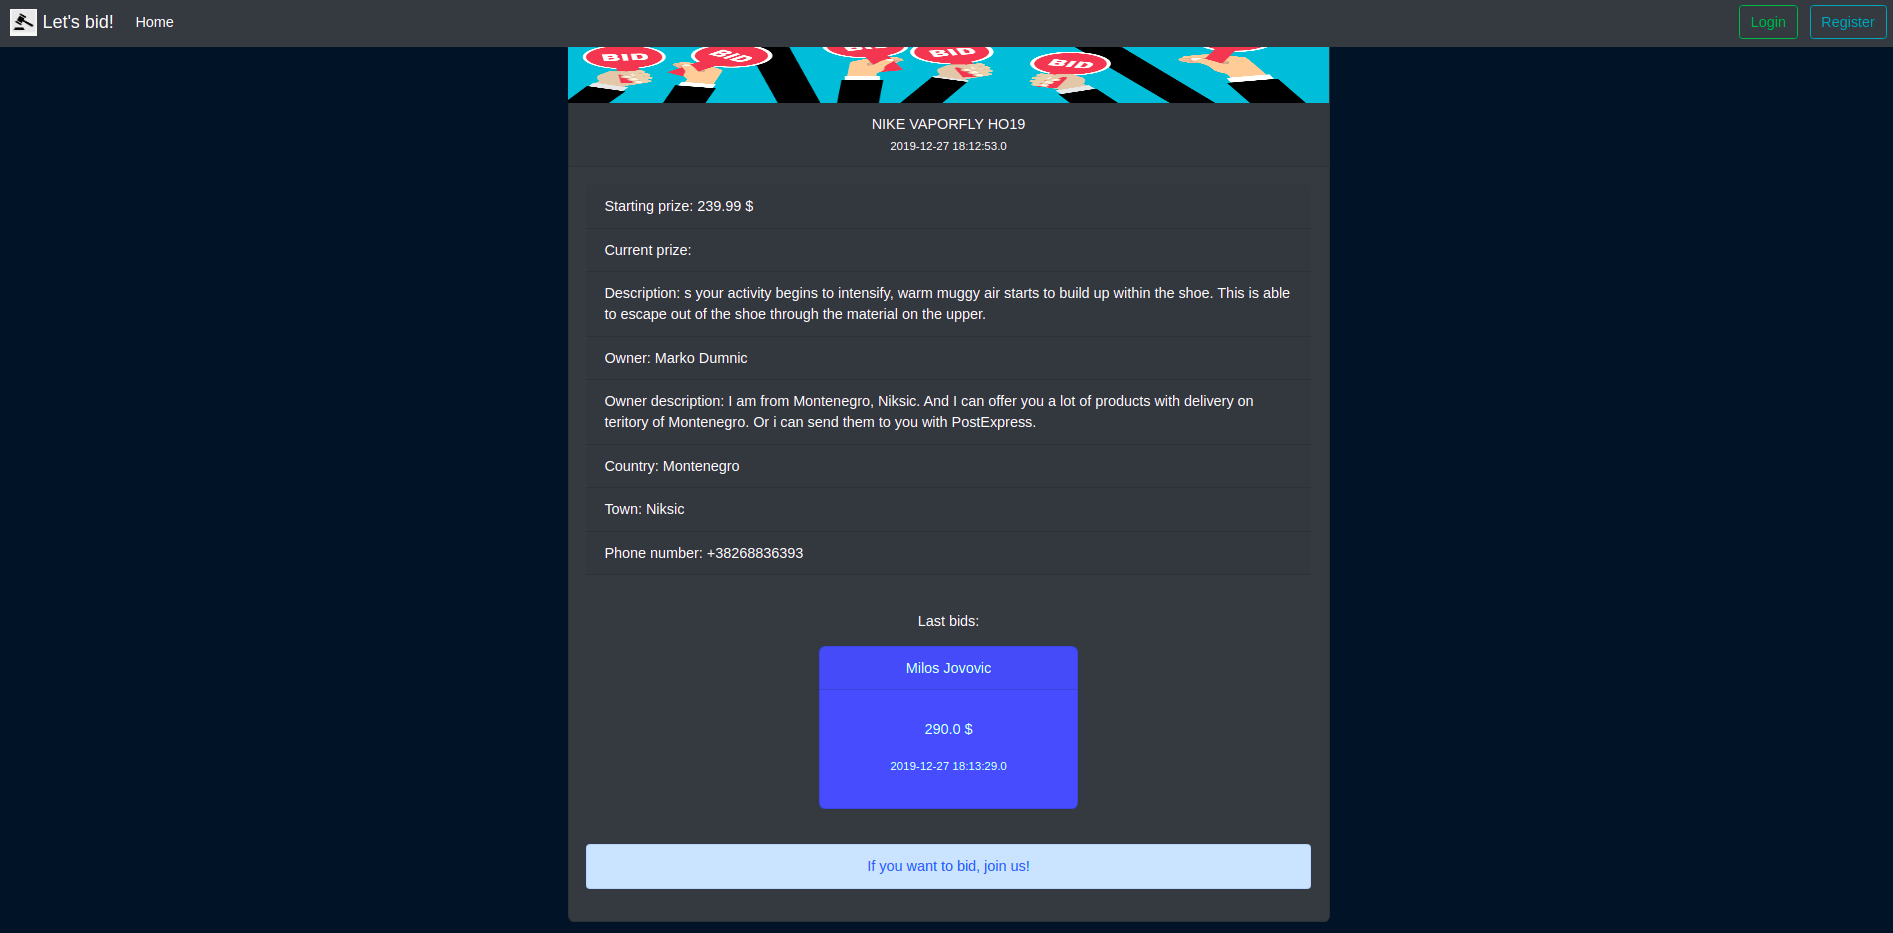 Let's bid! Home Login Register
BID BID BID BID BID
NIKE VAPORFLY HO19
2019-12-27 18:12:53.0
Starting prize: 239.99 $
Current prize:
Description: s your activity begins to intensify, warm muggy air starts to build up within the shoe. This is able
to escape out of the shoe through the material on the upper.
Owner: Marko Dumnic
Owner description: I am from Montenegro, Niksic. And I can offer you a lot of products with delivery on
teritory of Montenegro. Or i can send them to you with PostExpress.
Country: Montenegro
Town: Niksic
Phone number: +38268836393
Last bids:
Milos Jovovic
290.0 $
2019-12-27 18:13:29.0
If you want to bid, join us!